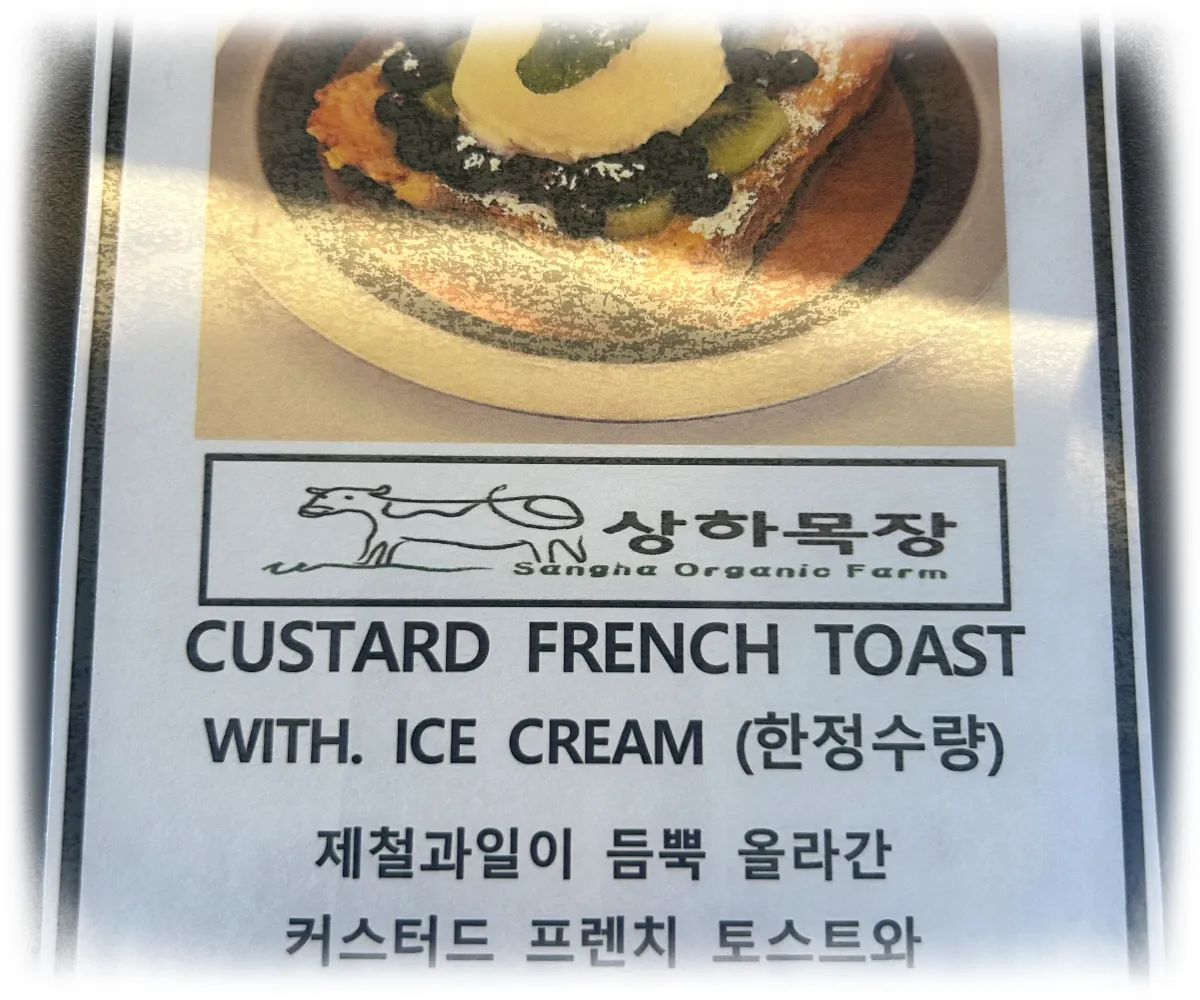 상하목장
Sangha Organic Farm
CUSTARD FRENCH TOAST
WITH. ICE CREAM (한정수량)
제철과일이 듬뿍 올라간
커스터드 프렌치 토스트와